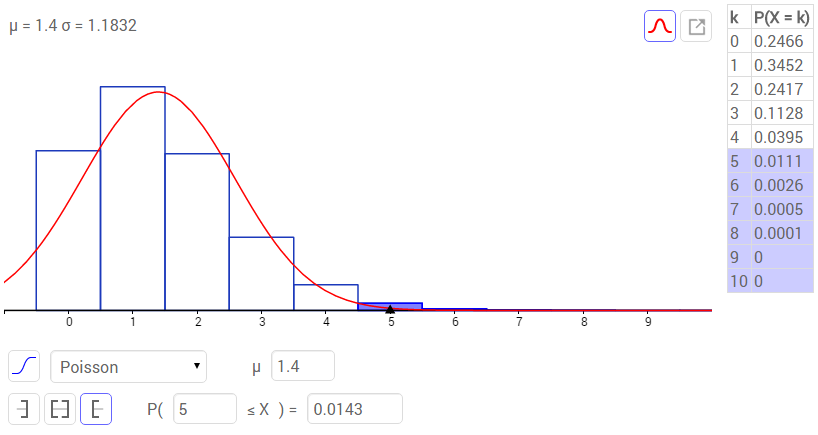 μ = 1.4 σ = 1.1832
k P(X = k)
0 0.2466
1 0.3452
2 0.2417
3 0.1128
4 0.0395
5 0.0111
6 0.0026
7 0.0005
8 0.0001
9 0
10 0
0 1 2 3 4 5 6 7 8 9
Poisson μ 1.4
P( 5 ≤ X ) = 0.0143